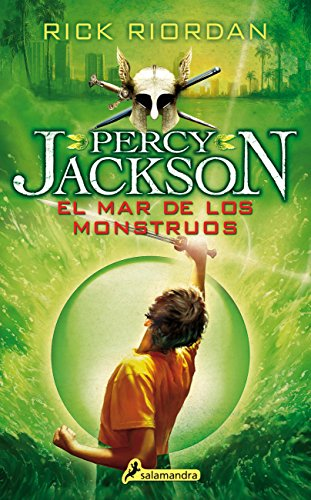 RICK RIORDAN
PERCY
JACKSON
EL MAR DE LOS
MONSTRUOS
salamandra